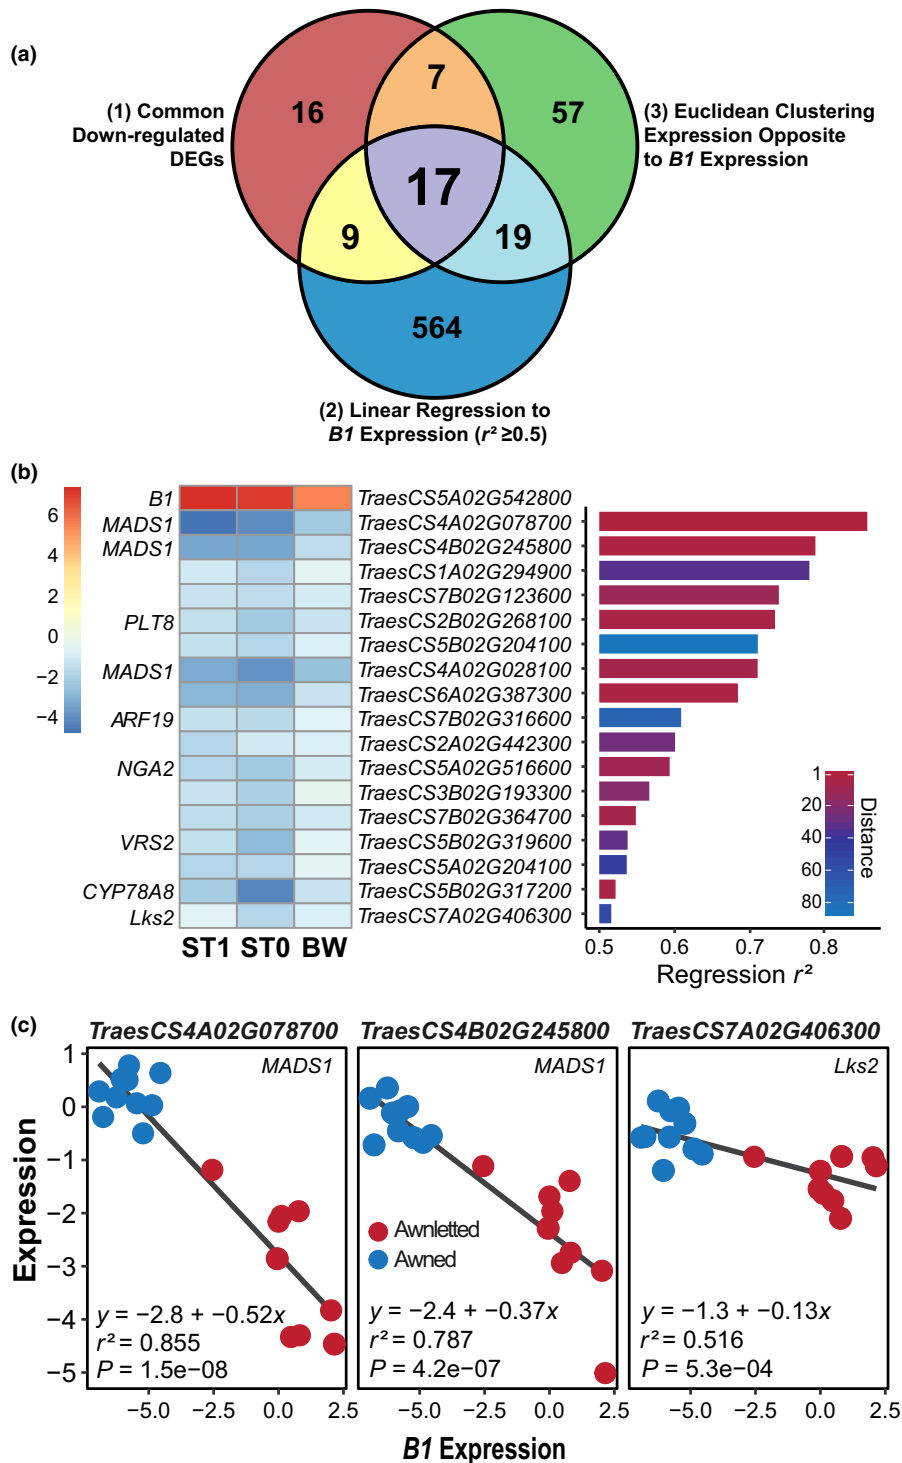 (a)
(1) Common
Down-regulated
DEGs
16
7
57
(3) Euclidean Clustering
Expression Opposite
to B1 Expression
17
9
19
564
(2) Linear Regression to
B1 Expression (r² ≥0.5)
(b)
6
4
2
0
−2
−4
B1 TraesCS5A02G542800
MADS1 TraesCS4A02G078700
MADS1 TraesCS4B02G245800
TraesCS1A02G294900
TraesCS7B02G123600
PLT8 TraesCS2B02G268100
TraesCS5B02G204100
MADS1 TraesCS4A02G028100
TraesCS6A02G387300
ARF19 TraesCS7B02G316600
TraesCS2A02G442300
NGA2 TraesCS5A02G516600
TraesCS3B02G193300
TraesCS7B02G364700
VRS2 TraesCS5B02G319600
TraesCS5A02G204100
CYP78A8 TraesCS5B02G317200
Lks2 TraesCS7A02G406300
ST1 ST0 BW
1
20
40
60
80
Distance
0.5 0.6 0.7 0.8
Regression r²
(c)
TraesCS4A02G078700 TraesCS4B02G245800 TraesCS7A02G406300
MADS1 MADS1 Lks2
1
0
−1
−2
−3
−4
−5
Expression
Awnletted
Awned
y = −2.8 + −0.52x
r² = 0.855
P = 1.5e−08
y = −2.4 + −0.37x
r² = 0.787
P = 4.2e−07
y = −1.3 + −0.13x
r² = 0.516
P = 5.3e−04
−5.0 −2.5 0.0 2.5 −5.0 −2.5 0.0 2.5 −5.0 −2.5 0.0 2.5
B1 Expression